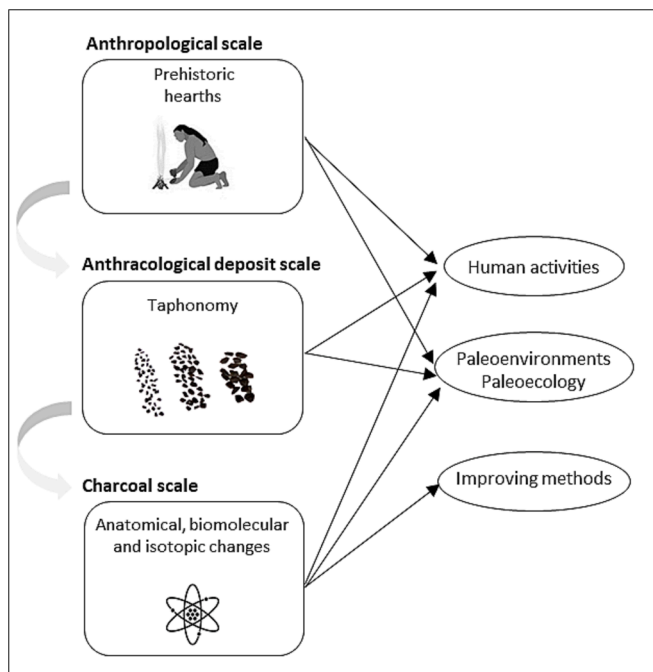 Anthropological scale
Prehistoric
hearths
Anthracological deposit scale
Taphonomy
Charcoal scale
Anatomical, biomolecular
and isotopic changes
Human activities
Paleoenvironments
Paleoecology
Improving methods